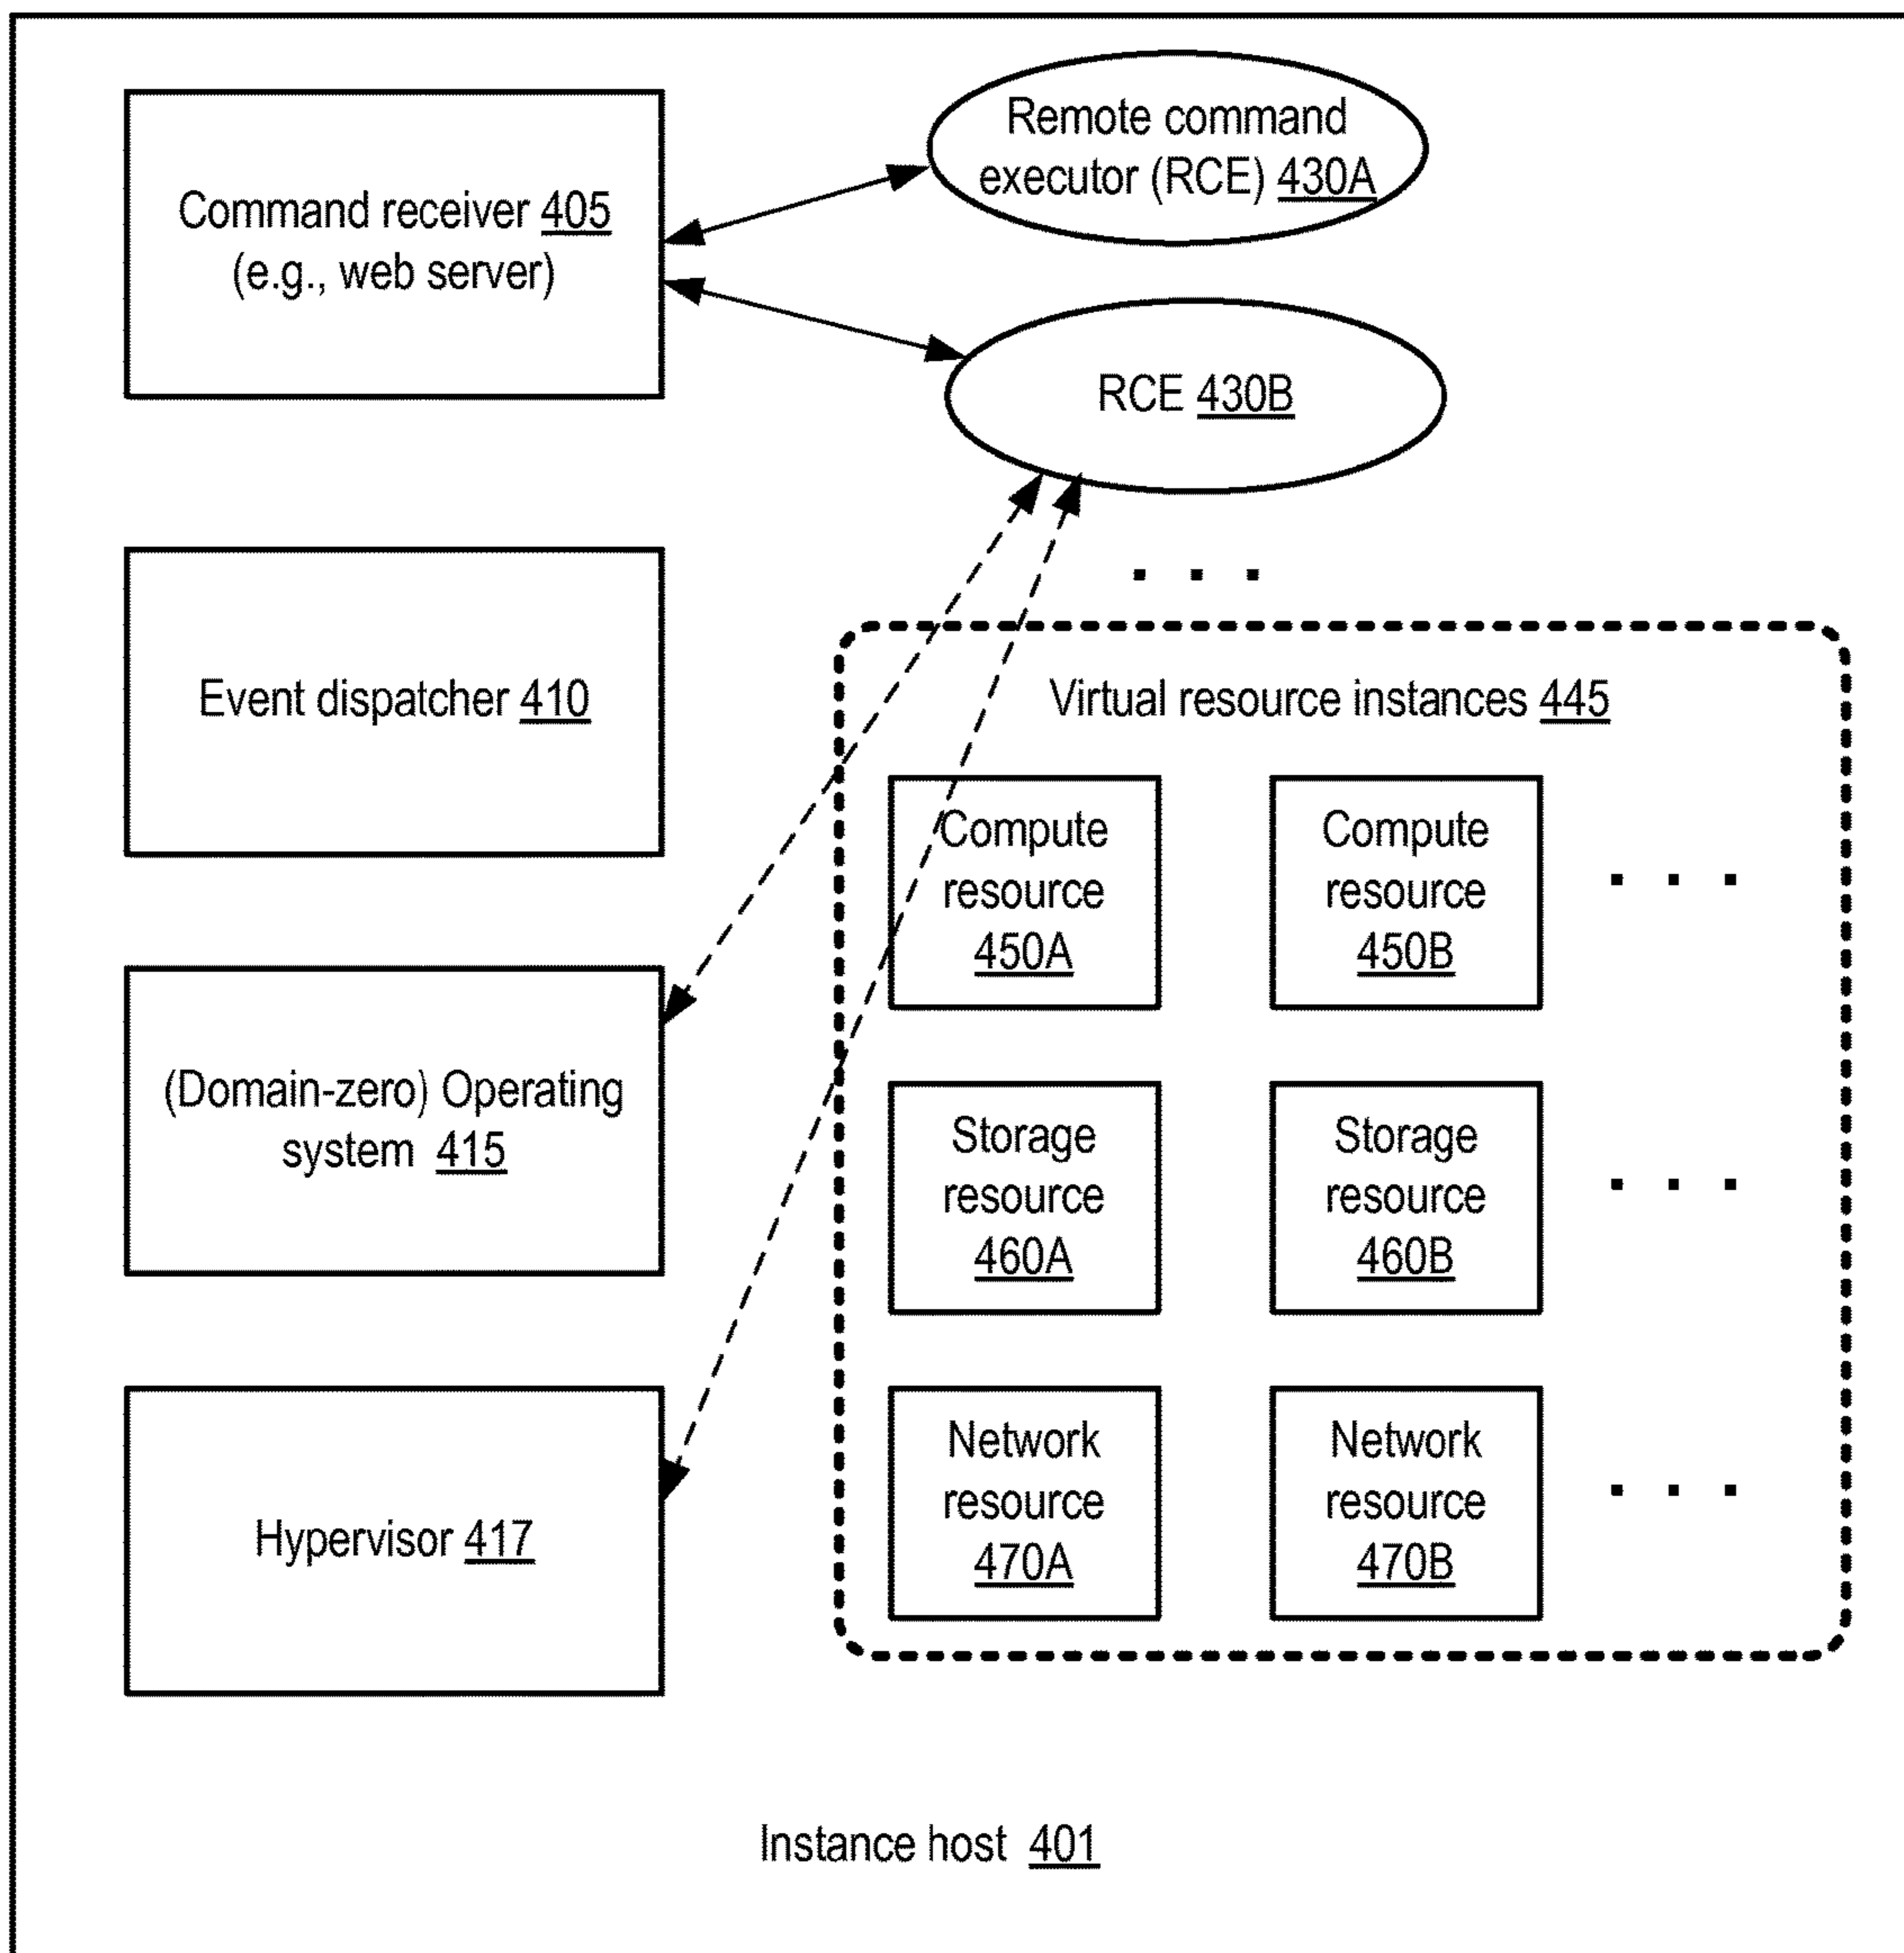 Remote command
executor (RCE) 430A
Command receiver 405
(e.g., web server)
RCE 430B
. . .
Event dispatcher 410
Virtual resource instances 445
Compute
resource
450A
Compute
resource
450B
. . .
(Domain-zero) Operating
system 415
Storage
resource
460A
Storage
resource
460B
. . .
Hypervisor 417
Network
resource
470A
Network
resource
470B
. . .
Instance host 401